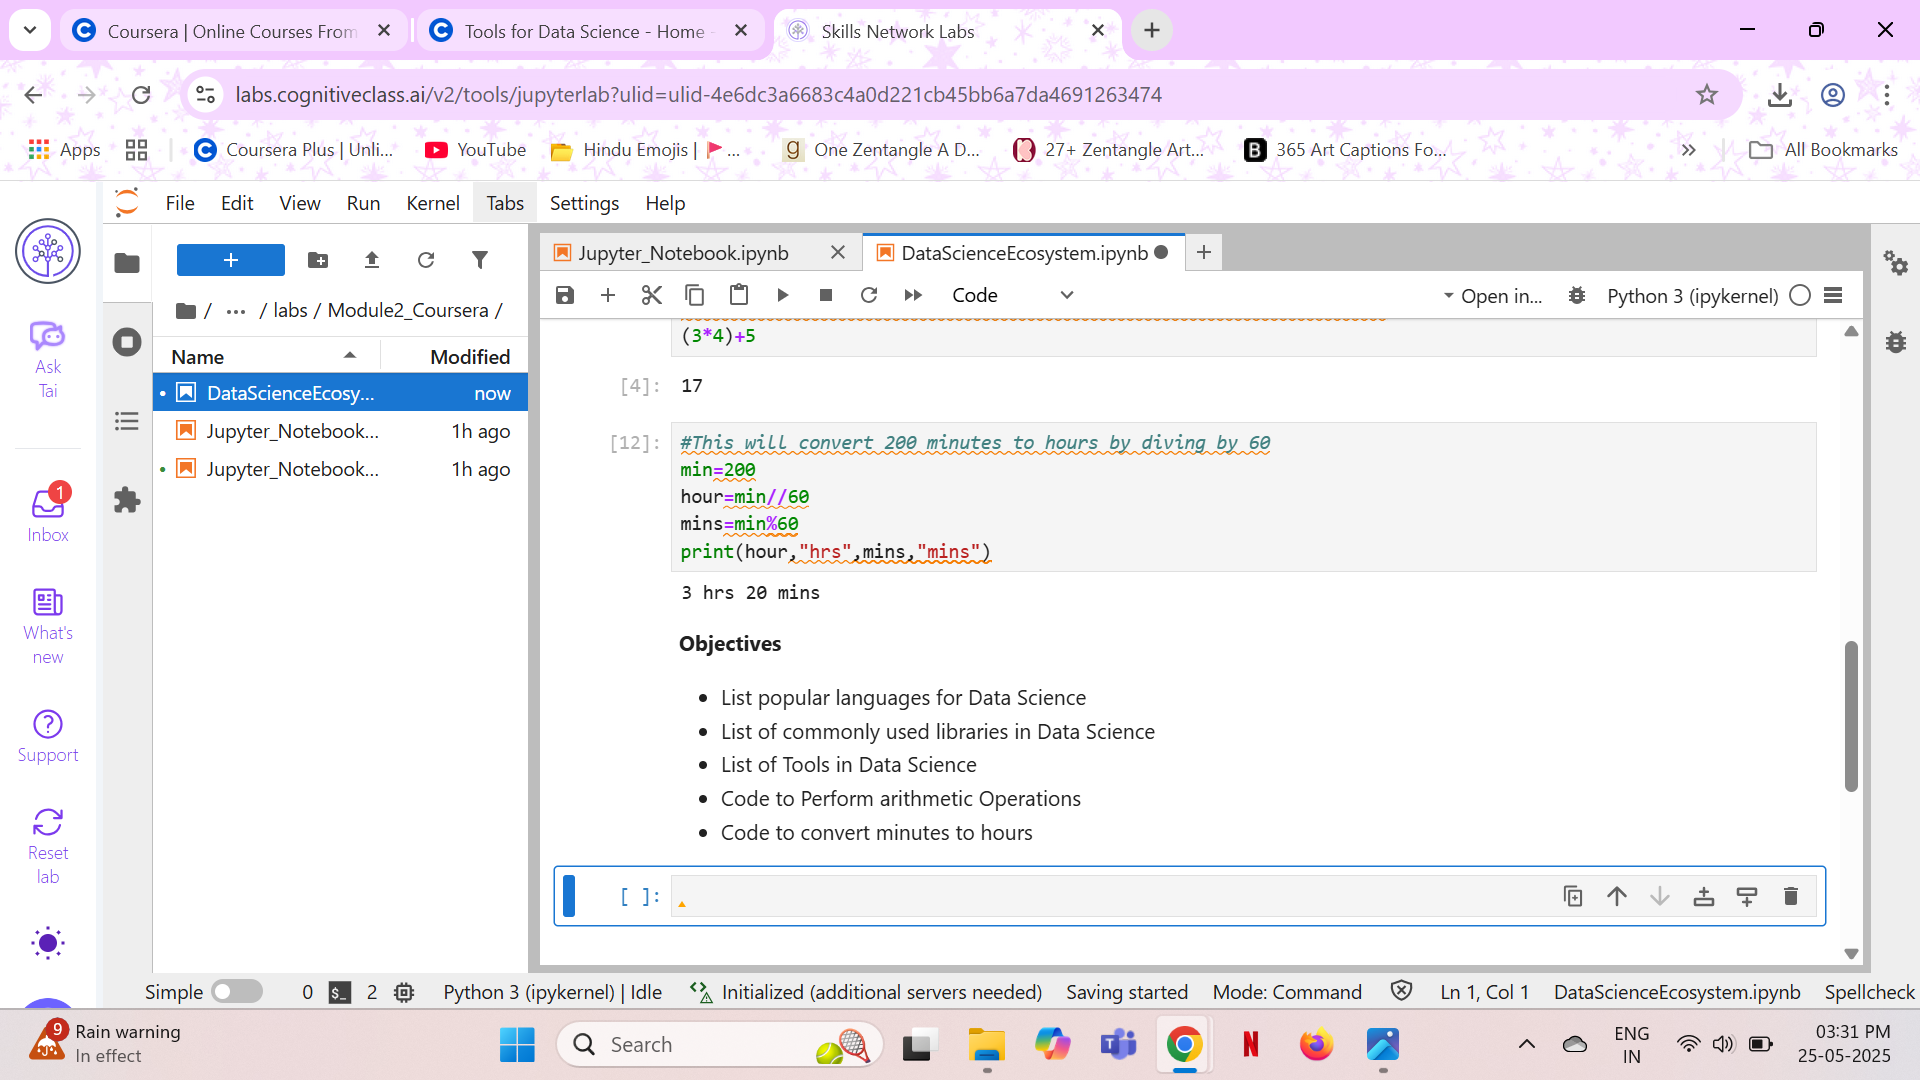 Coursera | Online Courses From
Tools for Data Science - Home -
Skills Network Labs
labs.cognitiveclass.ai/v2/tools/jupyterlab?ulid=ulid-4e6dc3a6683c4a0d221cb45bb6a7da4691263474
Apps
Coursera Plus | Unli...
YouTube
Hindu Emojis | 🚩 ...
g One Zentangle A D...
27+ Zentangle Art...
B 365 Art Captions Fo...
All Bookmarks
File Edit View Run Kernel Tabs Settings Help
Ask
Tai
1
Inbox
What's
new
Support
Reset
lab
/ ... / labs / Module2_Coursera /
Name Modified
DataScienceEcosy... now
Jupyter_Notebook... 1h ago
Jupyter_Notebook... 1h ago
Jupyter_Notebook.ipynb
DataScienceEcosystem.ipynb
Code
Open in...
Python 3 (ipykernel)
(3*4)+5
[4]: 17
[12]: #This will convert 200 minutes to hours by diving by 60
min=200
hour=min//60
mins=min%60
print(hour,"hrs",mins,"mins")
3 hrs 20 mins
Objectives
• List popular languages for Data Science
• List of commonly used libraries in Data Science
• List of Tools in Data Science
• Code to Perform arithmetic Operations
• Code to convert minutes to hours
[ ]:
Simple 0 $_ 2 Python 3 (ipykernel) | Idle Initialized (additional servers needed) Saving started Mode: Command Ln 1, Col 1 DataScienceEcosystem.ipynb Spellcheck
9
Rain warning
In effect
Search
N
ENG
IN
03:31 PM
25-05-2025